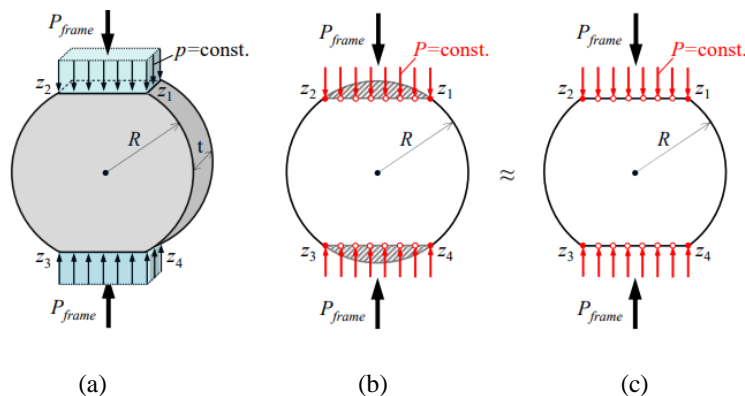 P_frame
p=const.
z_2
z_1
R
t
z_3
z_4
P_frame
(a)
P_frame
P=const.
z_2
z_1
R
z_3
z_4
P_frame
(b)
≈
P_frame
P=const.
z_2
z_1
R
z_3
z_4
P_frame
(c)